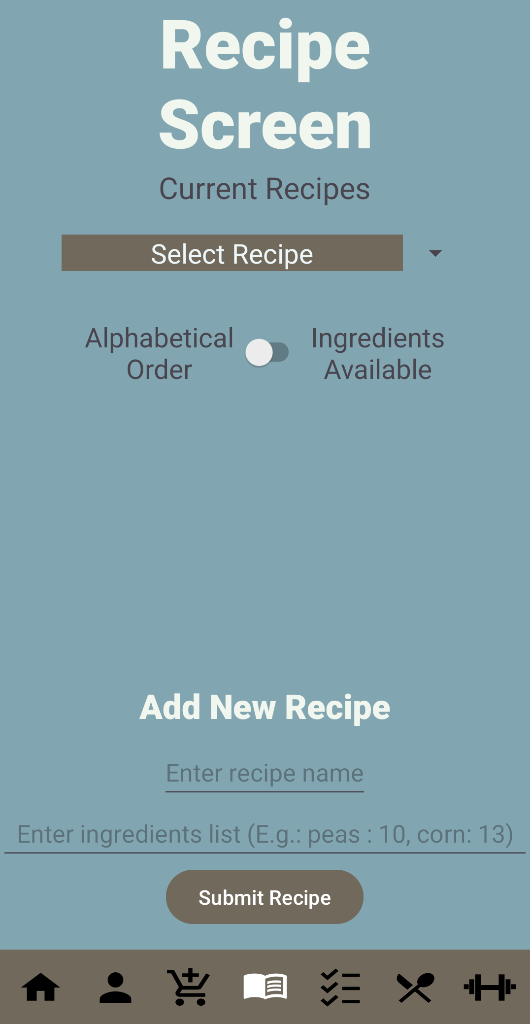 Recipe
Screen
Current Recipes
Select Recipe
Alphabetical
Order
Ingredients
Available
Add New Recipe
Enter recipe name
Enter ingredients list (E.g.: peas : 10, corn: 13)
Submit Recipe